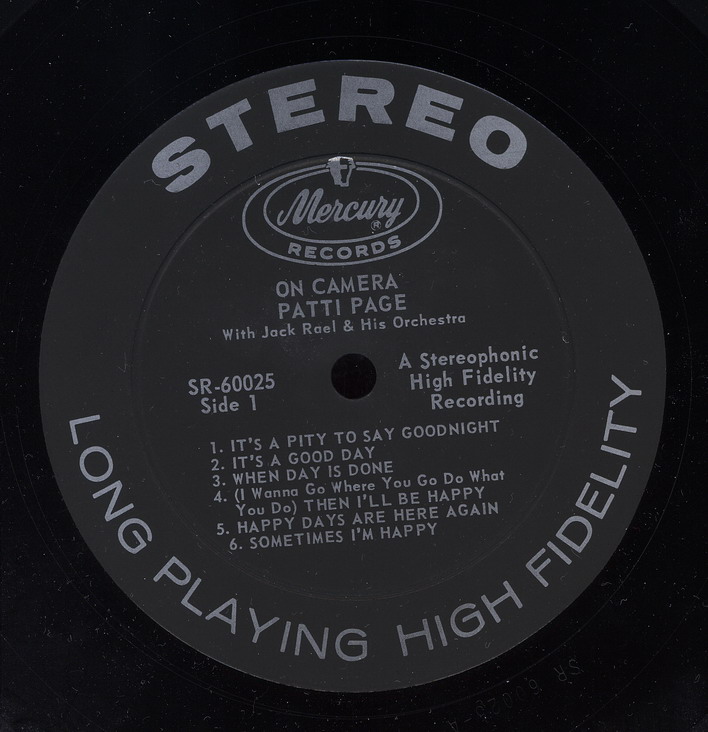 STEREO
Mercury
®
RECORDS
ON CAMERA
PATTI PAGE
With Jack Rael & His Orchestra
SR-60025
Side 1
A Stereophonic
High Fidelity
Recording
1. IT'S A PITY TO SAY GOODNIGHT
2. IT'S A GOOD DAY
3. WHEN DAY IS DONE
4. (I Wanna Go Where You Go Do What
You Do) THEN I'LL BE HAPPY
5. HAPPY DAYS ARE HERE AGAIN
6. SOMETIMES I'M HAPPY
LONG PLAYING HIGH FIDELITY